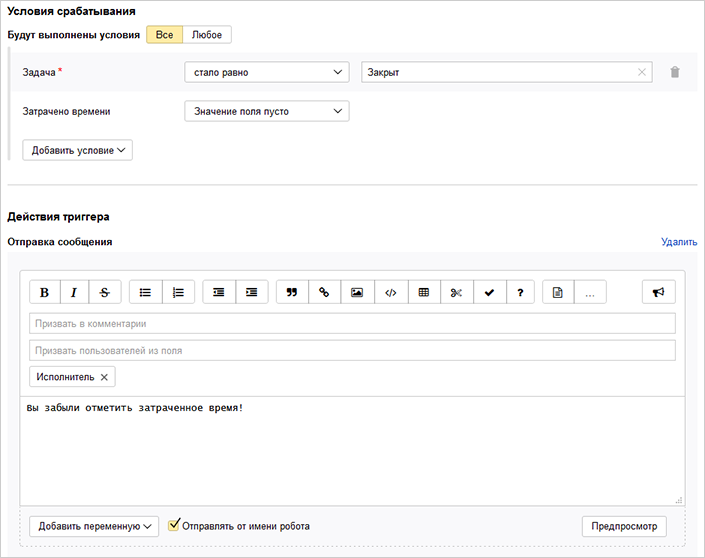 Условия срабатывания
Будут выполнены условия Все Любое
Задача * стало равно Закрыт
Затрачено времени Значение поля пусто
Добавить условие
Действия триггера
Отправка сообщения Удалить
B I S ? ...
Призвать в комментарии
Призвать пользователей из поля
Исполнитель
Вы забыли отметить затраченное время!
Добавить переменную Отправлять от имени робота Предпросмотр